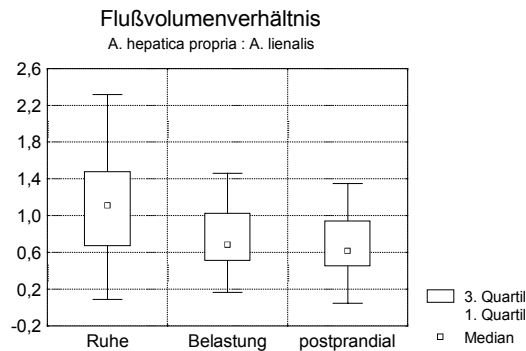 Flußvolumenverhältnis
A. hepatica propria : A. lienalis
2,6
2,2
1,8
1,4
1,0
0,6
0,2
-0,2
Ruhe
Belastung
postprandial
3. Quartil
1. Quartil
Median